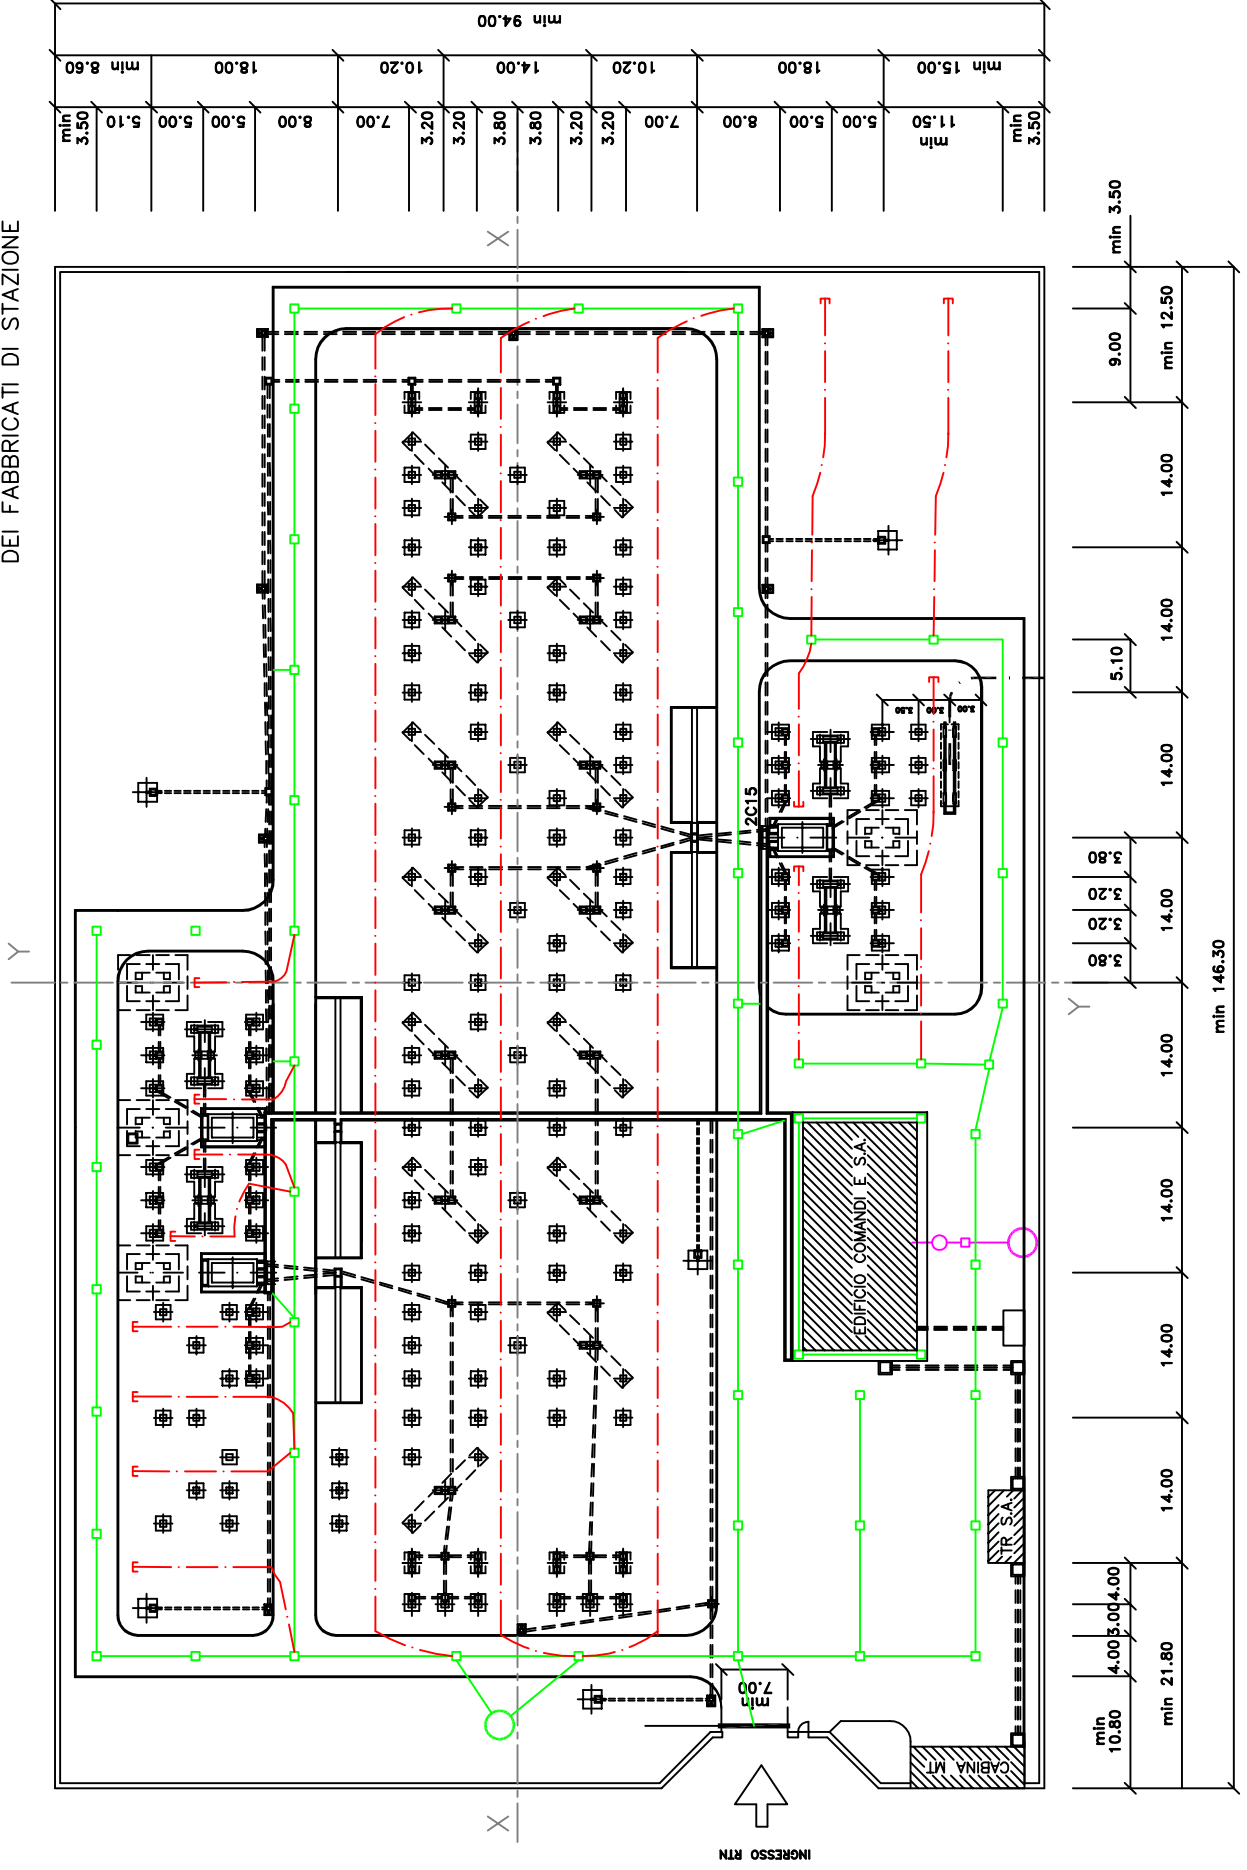 min 94.00
min 8.60
18.00
10.20
14.00
10.20
18.00
min 15.00
min
3.50
5.10
5.00
5.00
8.00
7.00
3.20
3.20
3.80
3.80
3.20
3.20
7.00
8.00
5.00
5.00
min
11.50
min
3.50
DEI FABBRICATI DI STAZIONE
X
Y
2C15
3.50
3.00
3.00
Y
EDIFICIO COMANDI E S.A.
TR S.A.
min
7.00
CABINA MT
X
INGRESSO RTN
min 3.50
9.00
min 12.50
14.00
14.00
5.10
14.00
3.80
3.20
3.20
3.80
14.00
min 146.30
14.00
14.00
14.00
14.00
4.00
3.00
4.00
min
10.80
min 21.80